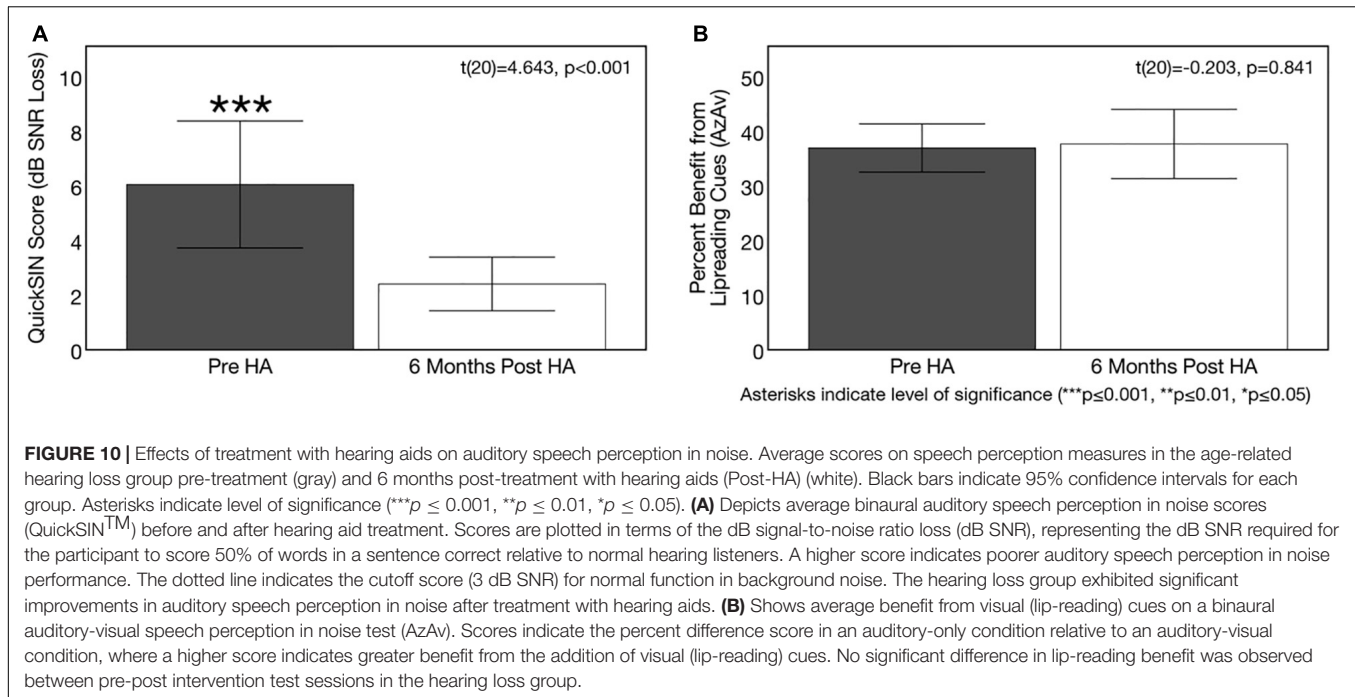 A
QuickSIN Score (dB SNR Loss)
10
8
6
4
2
0
t(20)=4.643, p<0.001
***
Pre HA
6 Months Post HA
B
Percent Benefit from
Lipreading Cues (AzAv)
50
40
30
20
10
0
t(20)=-0.203, p=0.841
Pre HA
6 Months Post HA
Asterisks indicate level of significance (***p≤0.001, **p≤0.01, *p≤0.05)
FIGURE 10 | Effects of treatment with hearing aids on auditory speech perception in noise. Average scores on speech perception measures in the age-related
hearing loss group pre-treatment (gray) and 6 months post-treatment with hearing aids (Post-HA) (white). Black bars indicate 95% confidence intervals for each
group. Asterisks indicate level of significance (***p ≤ 0.001, **p ≤ 0.01, *p ≤ 0.05). (A) Depicts average binaural auditory speech perception in noise scores
(QuickSIN™) before and after hearing aid treatment. Scores are plotted in terms of the dB signal-to-noise ratio loss (dB SNR), representing the dB SNR required for
the participant to score 50% of words in a sentence correct relative to normal hearing listeners. A higher score indicates poorer auditory speech perception in noise
performance. The dotted line indicates the cutoff score (3 dB SNR) for normal function in background noise. The hearing loss group exhibited significant
improvements in auditory speech perception in noise after treatment with hearing aids. (B) Shows average benefit from visual (lip-reading) cues on a binaural
auditory-visual speech perception in noise test (AzAv). Scores indicate the percent difference score in an auditory-only condition relative to an auditory-visual
condition, where a higher score indicates greater benefit from the addition of visual (lip-reading) cues. No significant difference in lip-reading benefit was observed
between pre-post intervention test sessions in the hearing loss group.